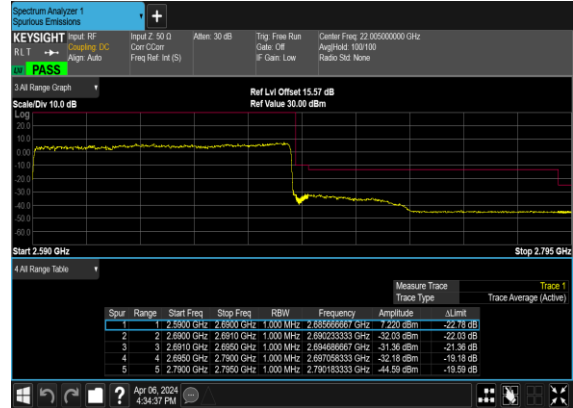 Spectrum Analyzer 1
Spurious Emissions
KEYSIGHT Input: RF Input Z: 50 Ω Atten: 30 dB Trig: Free Run Center Freq: 22.005000000 GHz
RLT Coupling: DC Corr CCorr Gate: Off Avg|Hold: 100/100
Align: Auto Freq Ref: Int (S) IF Gain: Low Radio Std: None
PASS
3 All Range Graph
Ref Lvl Offset 15.57 dB
Scale/Div 10.0 dB Ref Value 30.00 dBm
Log
20.0
10.0
0.00
-10.0
-20.0
-30.0
-40.0
-50.0
-60.0
Start 2.590 GHz Stop 2.795 GHz
4 All Range Table
Measure Trace Trace 1
Trace Type Trace Average (Active)
Spur Range Start Freq Stop Freq RBW Frequency Amplitude ΔLimit
1 1 2.5900 GHz 2.6900 GHz 1.000 MHz 2.685666667 GHz 7.220 dBm -22.78 dB
2 2 2.6900 GHz 2.6910 GHz 1.000 MHz 2.690233333 GHz -32.03 dBm -22.03 dB
3 3 2.6910 GHz 2.6950 GHz 1.000 MHz 2.694686667 GHz -31.36 dBm -21.36 dB
4 4 2.6950 GHz 2.7900 GHz 1.000 MHz 2.697058333 GHz -32.18 dBm -19.18 dB
5 5 2.7900 GHz 2.7950 GHz 1.000 MHz 2.790183333 GHz -44.59 dBm -19.59 dB
Apr 06, 2024
4:34:37 PM